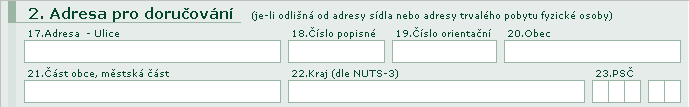 2. Adresa pro doručování (je-li odlišná od adresy sídla nebo adresy trvalého pobytu fyzické osoby)
17.Adresa - Ulice 18.Číslo popisné 19.Číslo orientační 20.Obec
21.Část obce, městská část 22.Kraj (dle NUTS-3) 23.PSČ